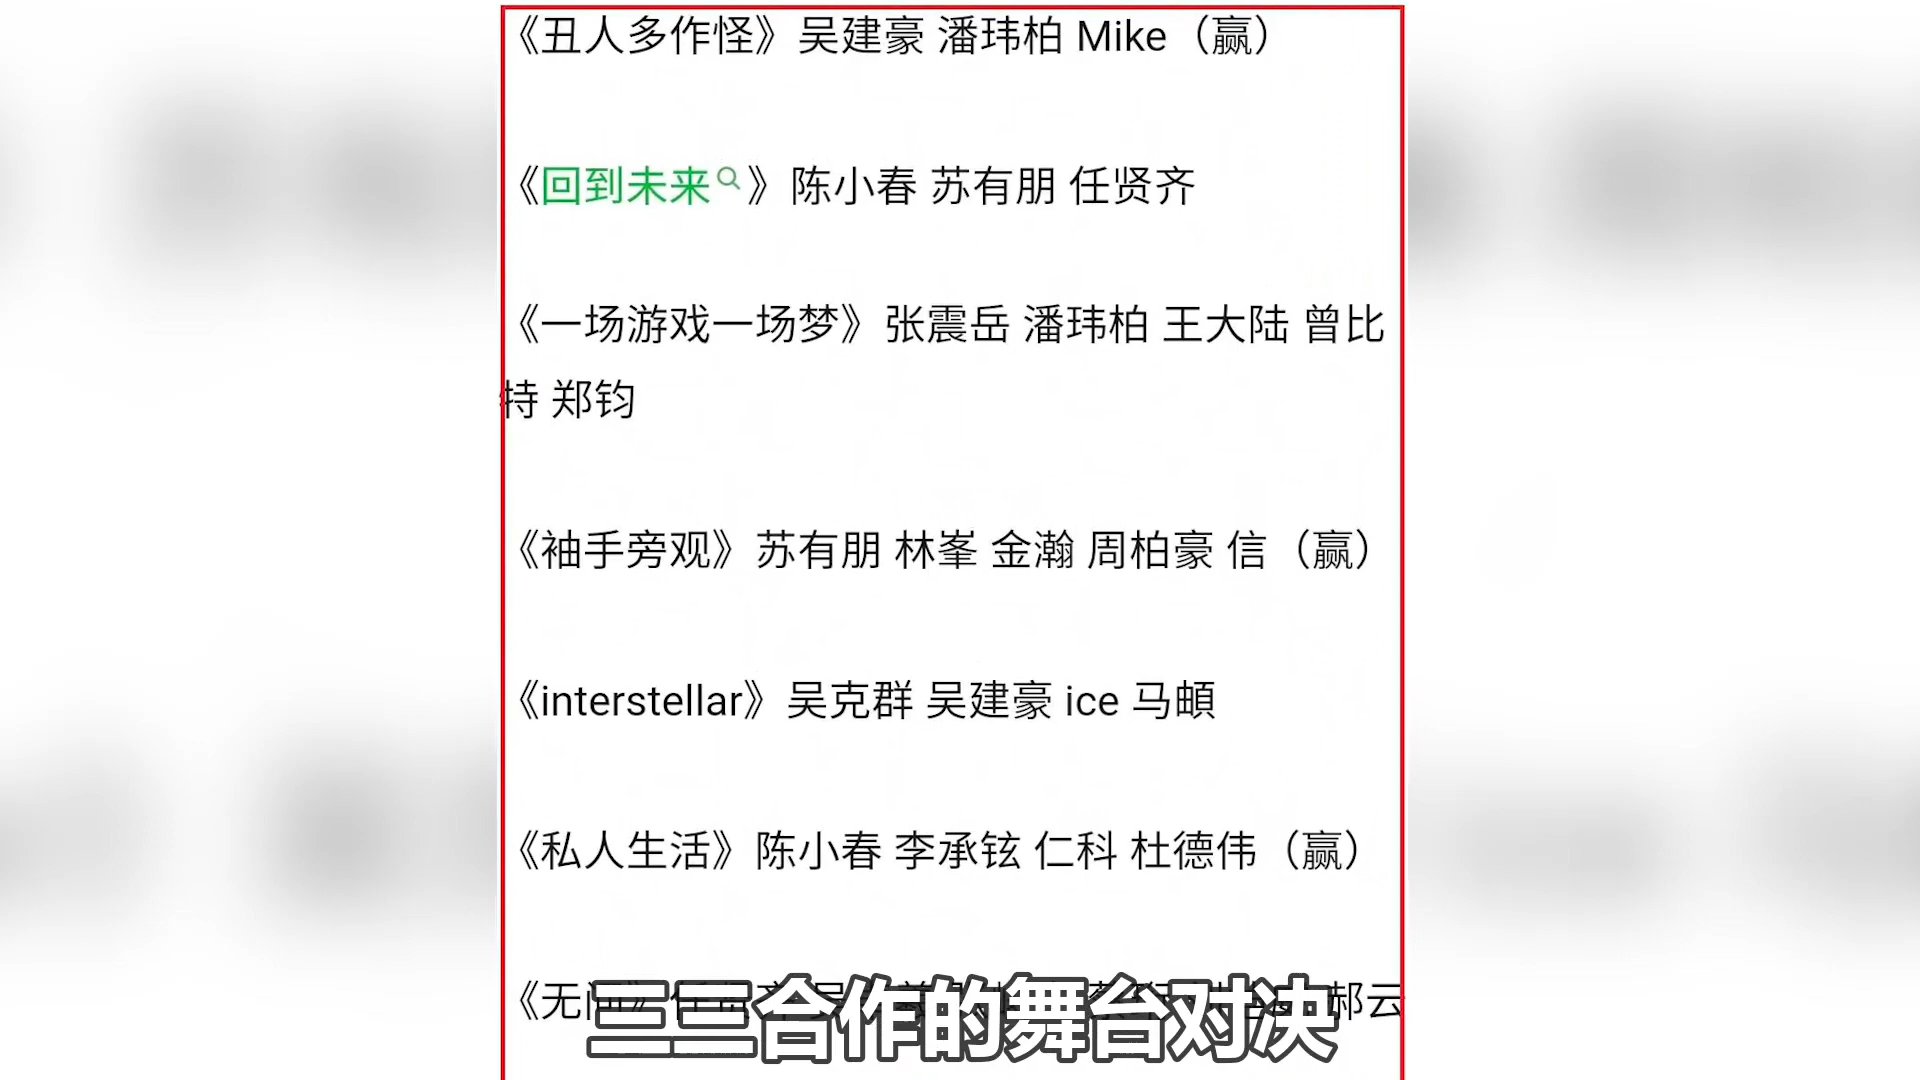 《丑人多作怪》吴建豪 潘玮柏 Mike（赢）
《回到未来》陈小春 苏有朋 任贤齐
《一场游戏一场梦》张震岳 潘玮柏 王大陆 曾比
特 郑钧
《袖手旁观》苏有朋 林峯 金瀚 周柏豪 信（赢）
《interstellar》吴克群 吴建豪 ice 马頔
《私人生活》陈小春 李承铉 仁科 杜德伟（赢）
《无 郝云
三三合作的舞台对决